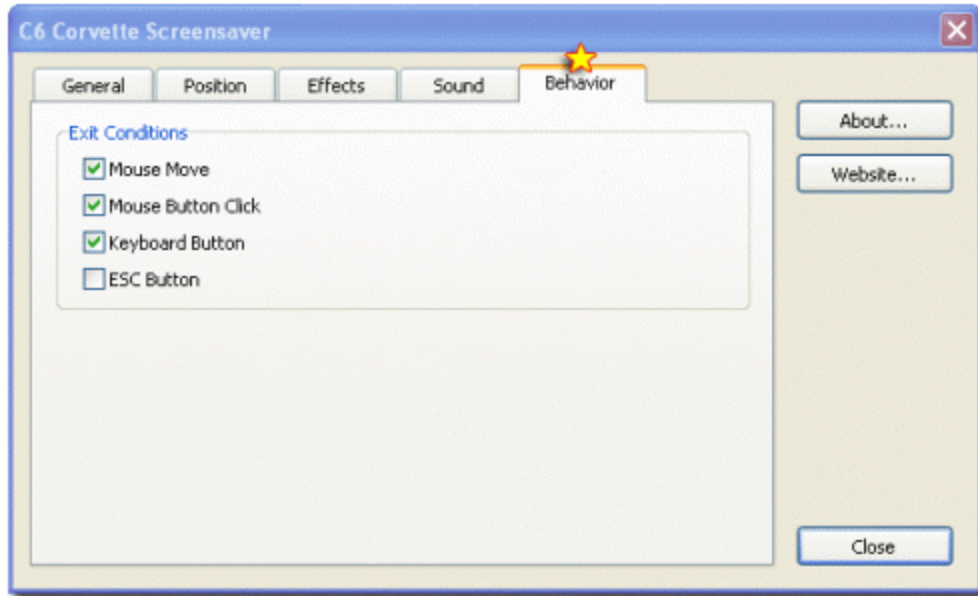 C6 Corvette Screensaver
General Position Effects Sound Behavior
Exit Conditions
Mouse Move
Mouse Button Click
Keyboard Button
ESC Button
About...
Website...
Close